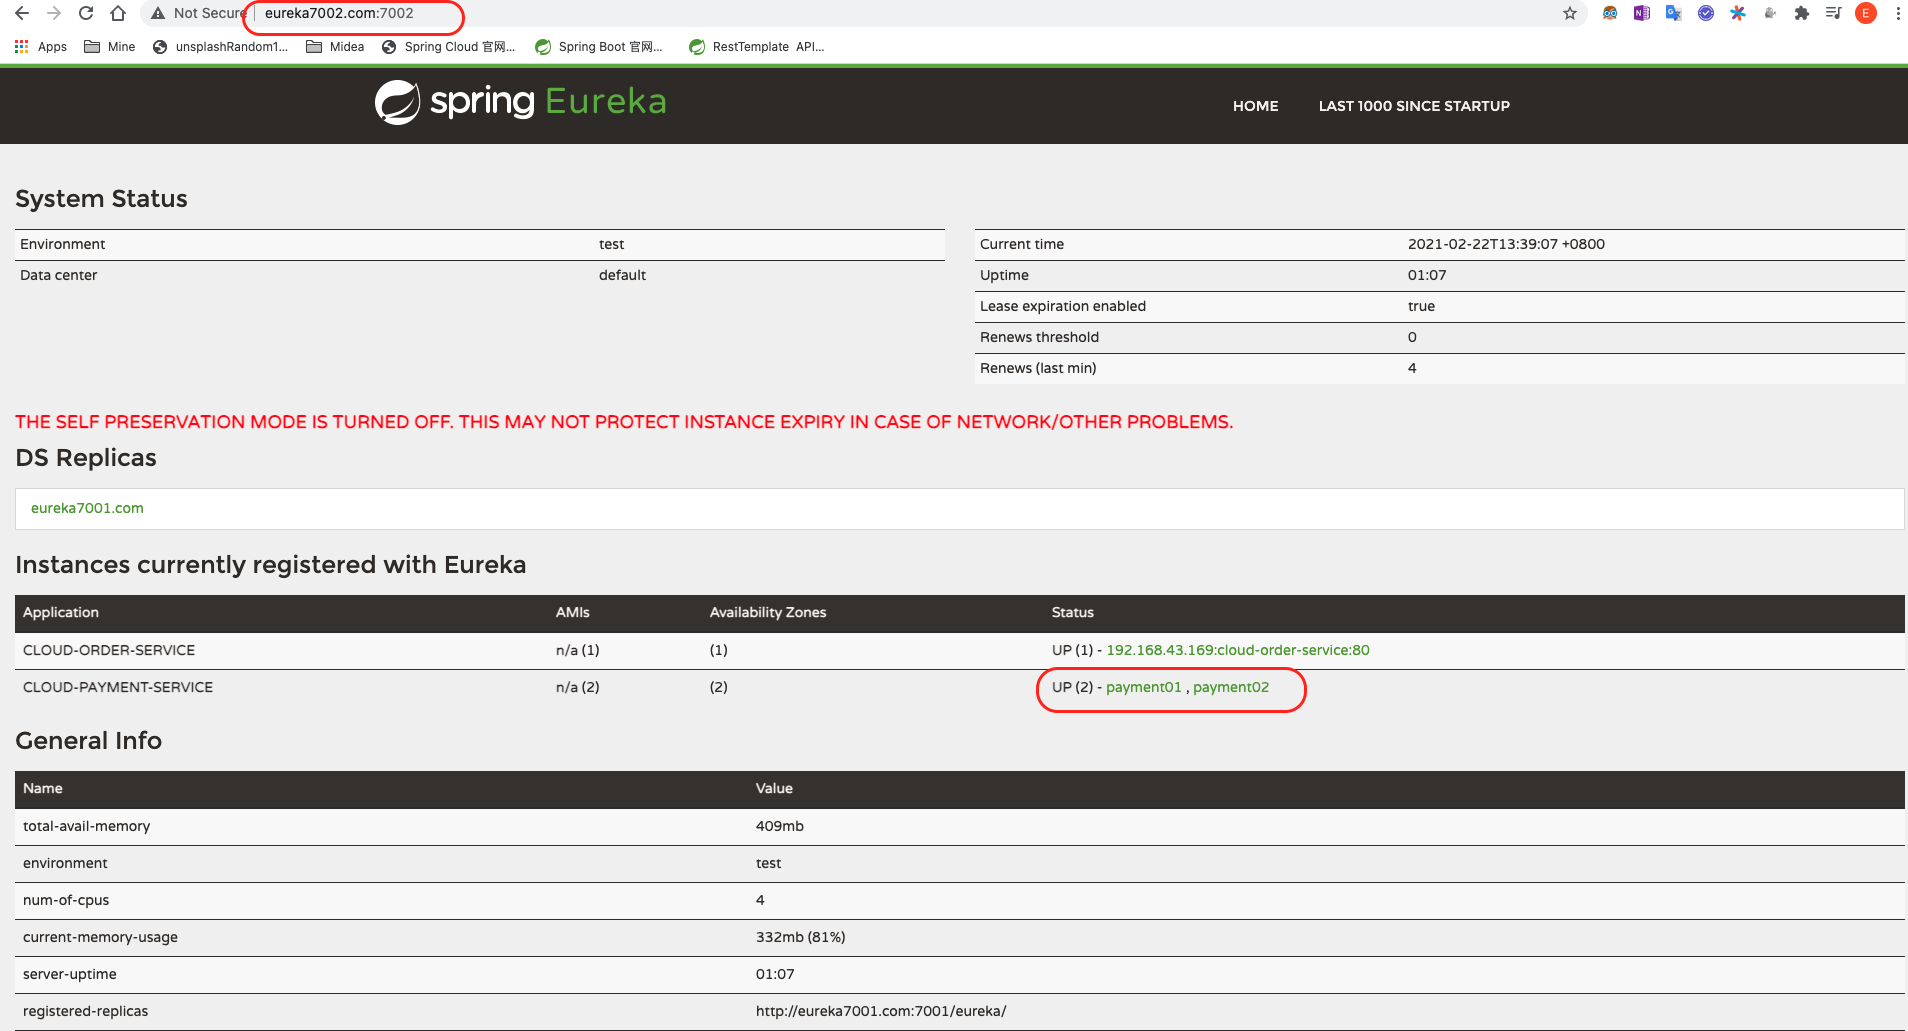 Not Secure | eureka7002.com:7002
Apps Mine unsplashRandom1... Midea Spring Cloud 官网... Spring Boot 官网... RestTemplate API...
spring Eureka
HOME LAST 1000 SINCE STARTUP
System Status
Environment test
Data center default
Current time 2021-02-22T13:39:07 +0800
Uptime 01:07
Lease expiration enabled true
Renews threshold 0
Renews (last min) 4
THE SELF PRESERVATION MODE IS TURNED OFF. THIS MAY NOT PROTECT INSTANCE EXPIRY IN CASE OF NETWORK/OTHER PROBLEMS.
DS Replicas
eureka7001.com
Instances currently registered with Eureka
Application AMIs Availability Zones Status
CLOUD-ORDER-SERVICE n/a (1) (1) UP (1) - 192.168.43.169:cloud-order-service:80
CLOUD-PAYMENT-SERVICE n/a (2) (2) UP (2) - payment01 , payment02
General Info
Name Value
total-avail-memory 409mb
environment test
num-of-cpus 4
current-memory-usage 332mb (81%)
server-uptime 01:07
registered-replicas http://eureka7001.com:7001/eureka/